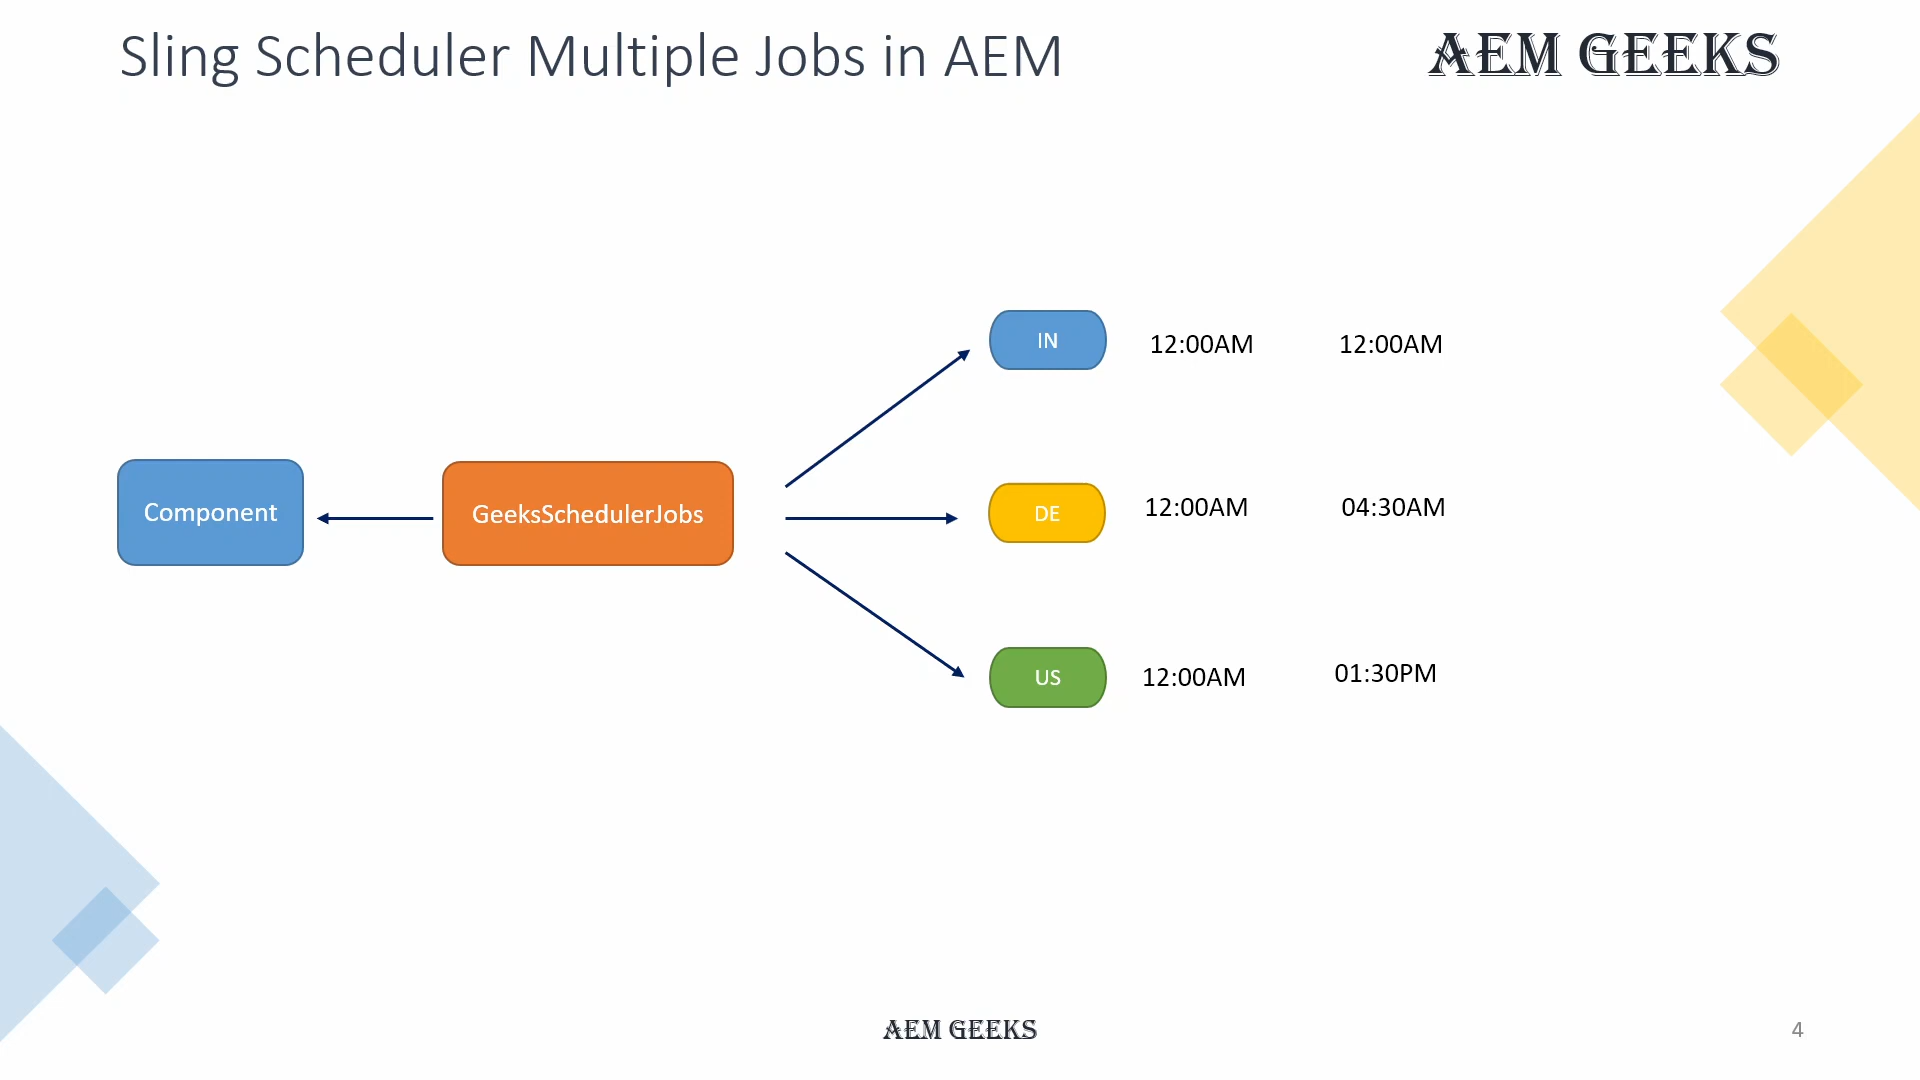 Sling Scheduler Multiple Jobs in AEM
AEM GEEKS
IN
12:00AM
12:00AM
Component
GeeksSchedulerJobs
DE
12:00AM
04:30AM
US
12:00AM
01:30PM
AEM GEEKS
4